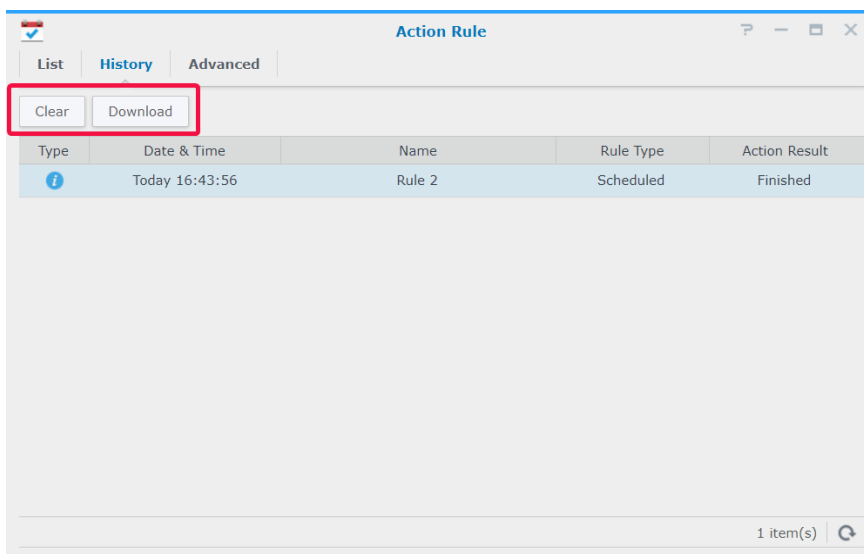 Action Rule
List History Advanced
Clear Download
Type Date & Time Name Rule Type Action Result
Today 16:43:56 Rule 2 Scheduled Finished
1 item(s)